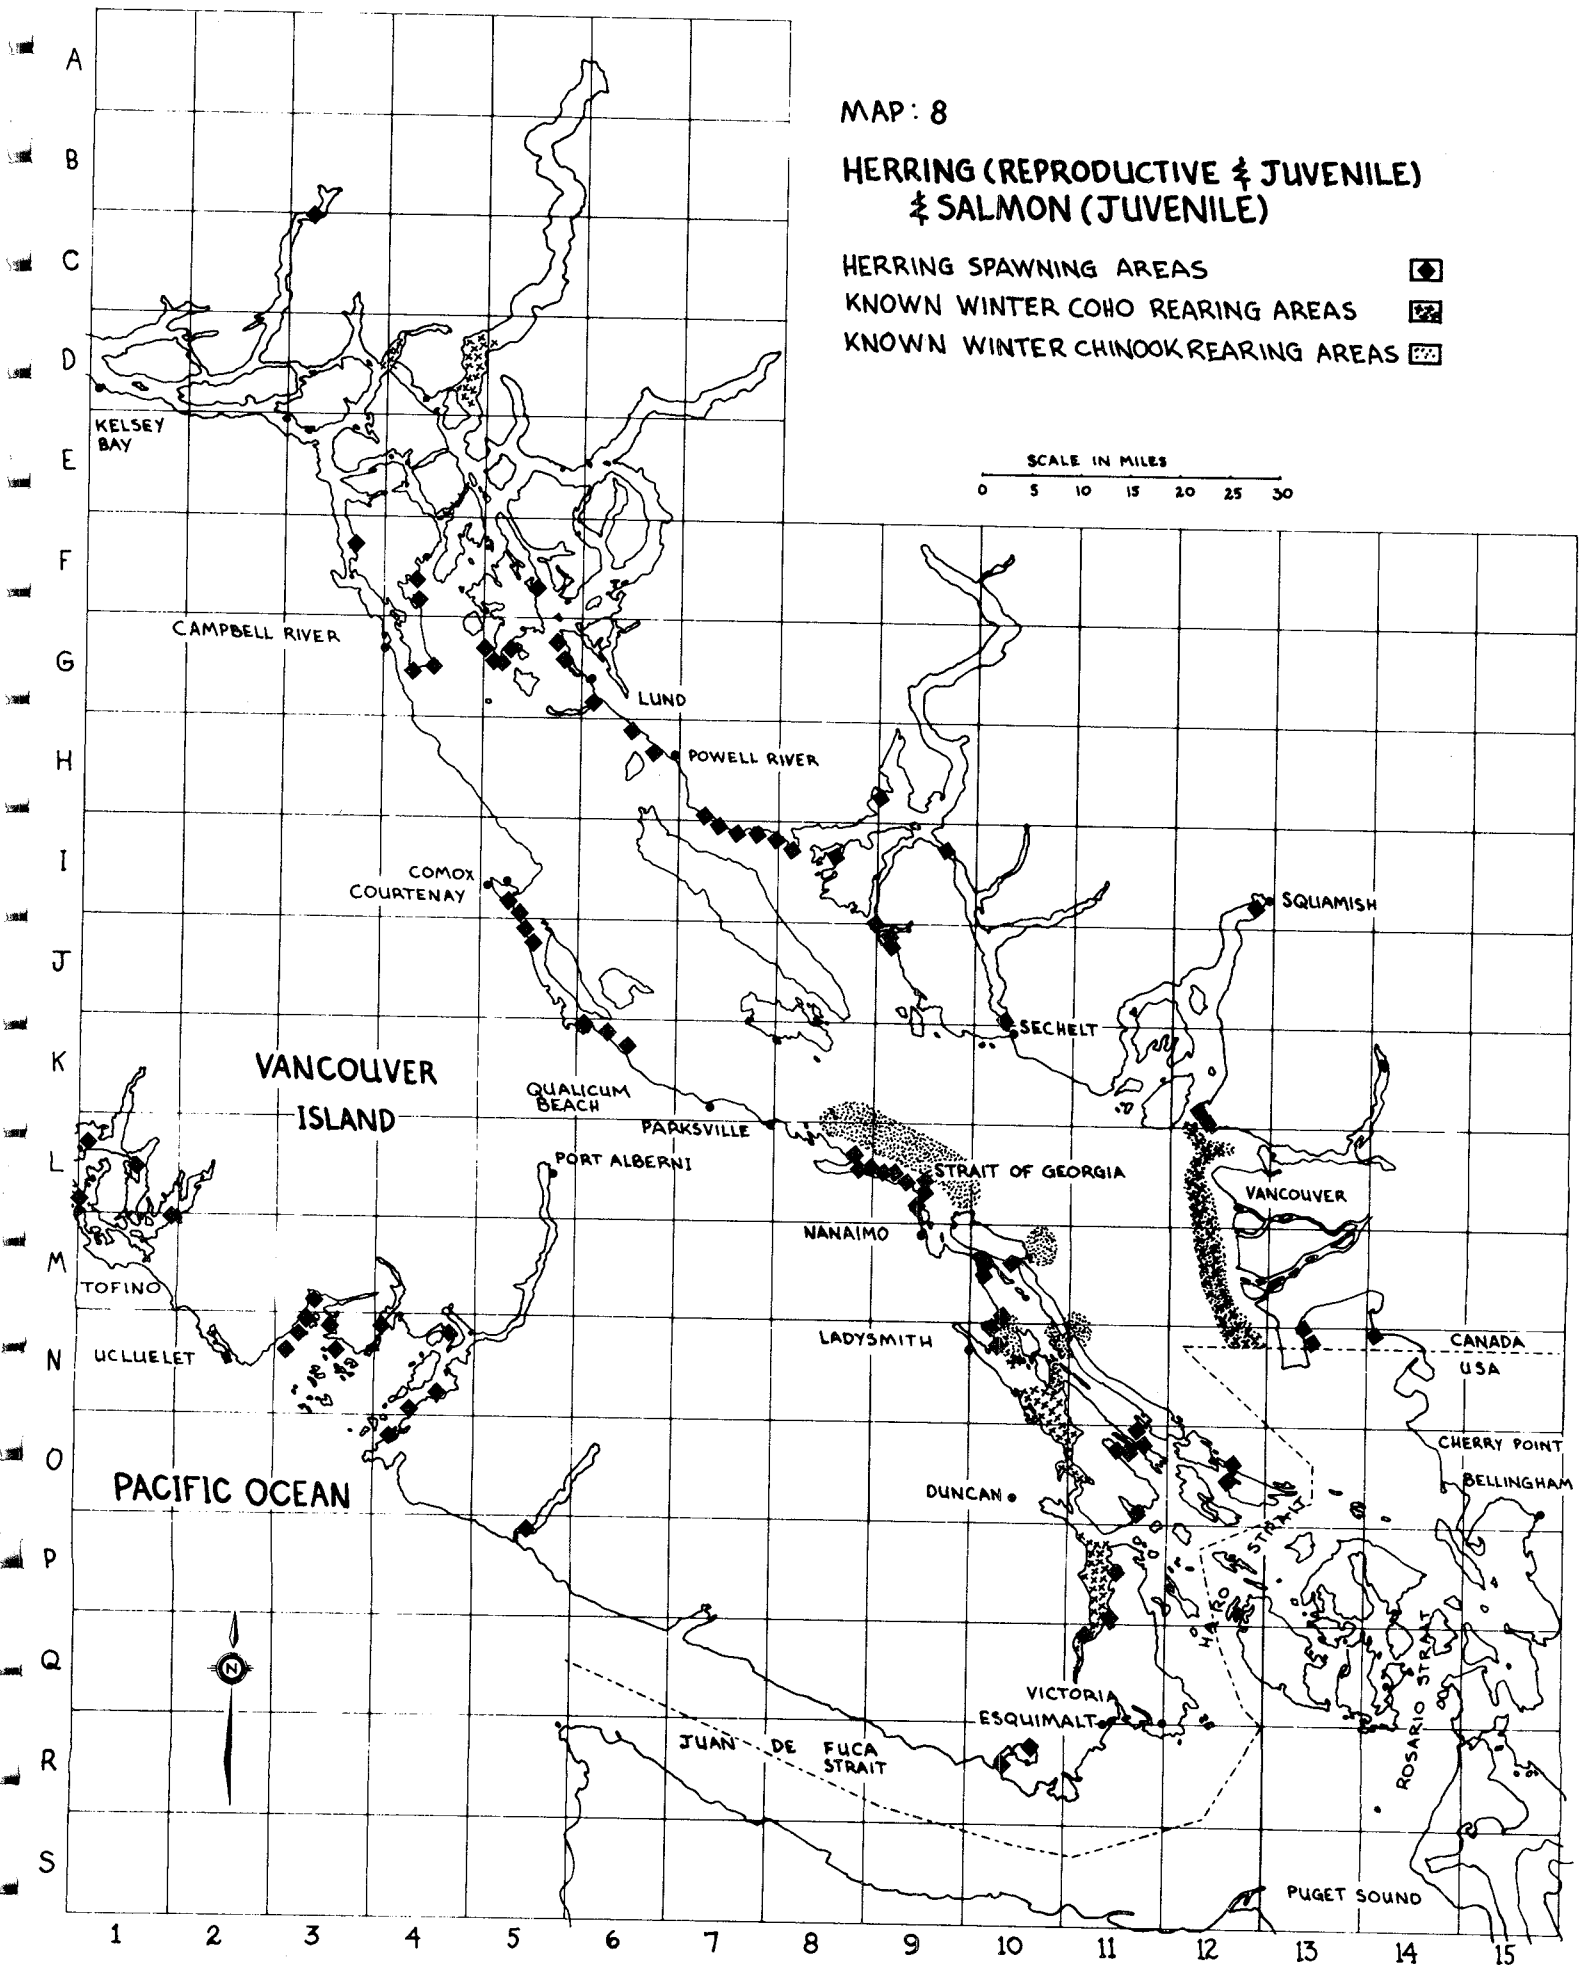 A
B
C
D
E
F
G
H
I
J
K
L
M
N
O
P
Q
R
S
MAP: 8
HERRING (REPRODUCTIVE & JUVENILE)
& SALMON (JUVENILE)
HERRING SPAWNING AREAS
KNOWN WINTER COHO REARING AREAS
KNOWN WINTER CHINOOK REARING AREAS
SCALE IN MILES
0 5 10 15 20 25 30
KELSEY
BAY
CAMPBELL RIVER
LUND
POWELL RIVER
COMOX
COURTENAY
SQUAMISH
SECHELT
VANCOUVER
ISLAND
QUALICUM
BEACH
PARKSVILLE
PORT ALBERNI
STRAIT OF GEORGIA
VANCOUVER
NANAIMO
TOFINO
UCLUELET
LADYSMITH
CANADA
USA
CHERRY POINT
BELLINGHAM
PACIFIC OCEAN
DUNCAN
HARO STRAIT
ROSARIO STRAIT
N
VICTORIA
ESQUIMALT
JUAN DE FUCA
STRAIT
PUGET SOUND
1 2 3 4 5 6 7 8 9 10 11 12 13 14 15